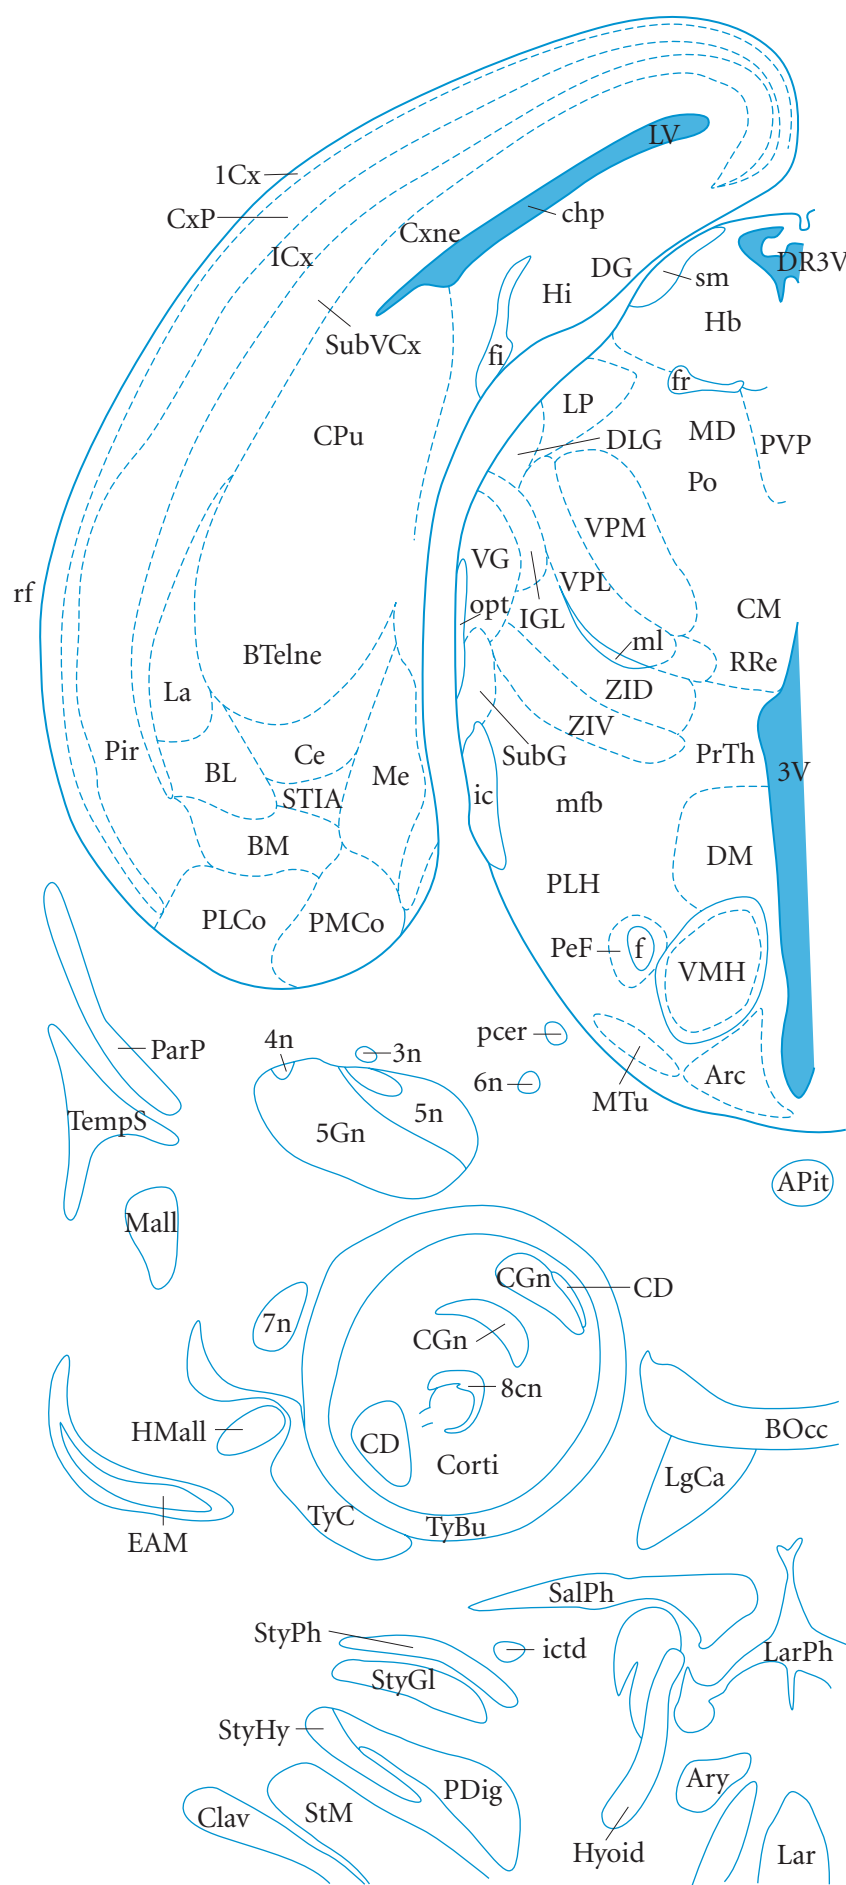 LV
1Cx
CxP
chp
Cxne
ICx
DG
DR3V
sm
Hi
Hb
SubVCx
fi
fr
LP
CPu
DLG
MD
PVP
Po
VPM
VG
VPL
rf
opt
IGL
CM
ml
BTelne
RRe
La
ZID
ZIV
Pir
Ce
SubG
PrTh
BL
Me
3V
STIA
ic
mfb
BM
DM
PLH
PLCo
PMCo
PeF
f
VMH
4n
pcer
ParP
3n
Arc
6n
MTu
TempS
5n
5Gn
APit
Mall
CGn
CD
7n
CGn
8cn
HMall
BOcc
CD
Corti
LgCa
TyC
TyBu
EAM
SalPh
StyPh
ictd
LarPh
StyGl
StyHy
Ary
PDig
StM
Clav
Hyoid
Lar